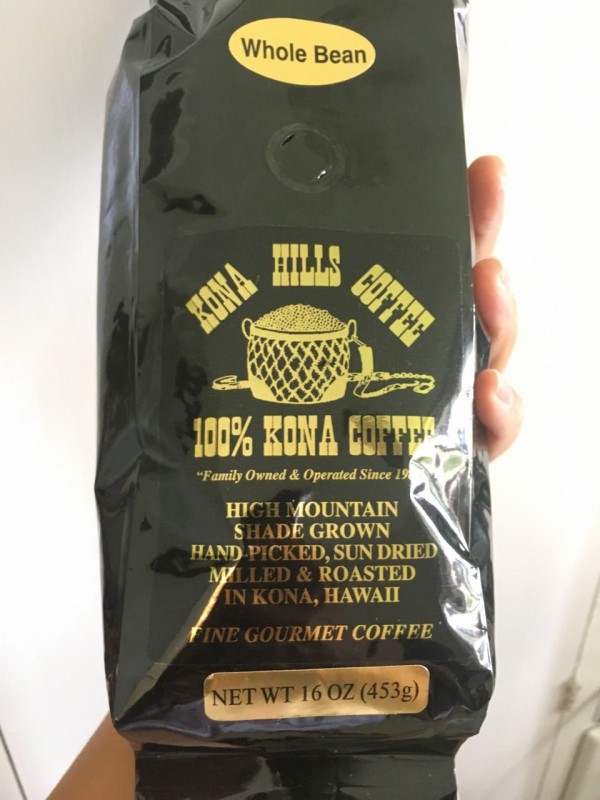 Whole Bean
KONA HILLS COFFEE
100% KONA COFFEE
"Family Owned & Operated Since
HIGH MOUNTAIN
SHADE GROWN
HAND-PICKED, SUN DRIED
MILLED & ROASTED
IN KONA, HAWAII
FINE GOURMET COFFEE
NET WT 16 OZ (453g)